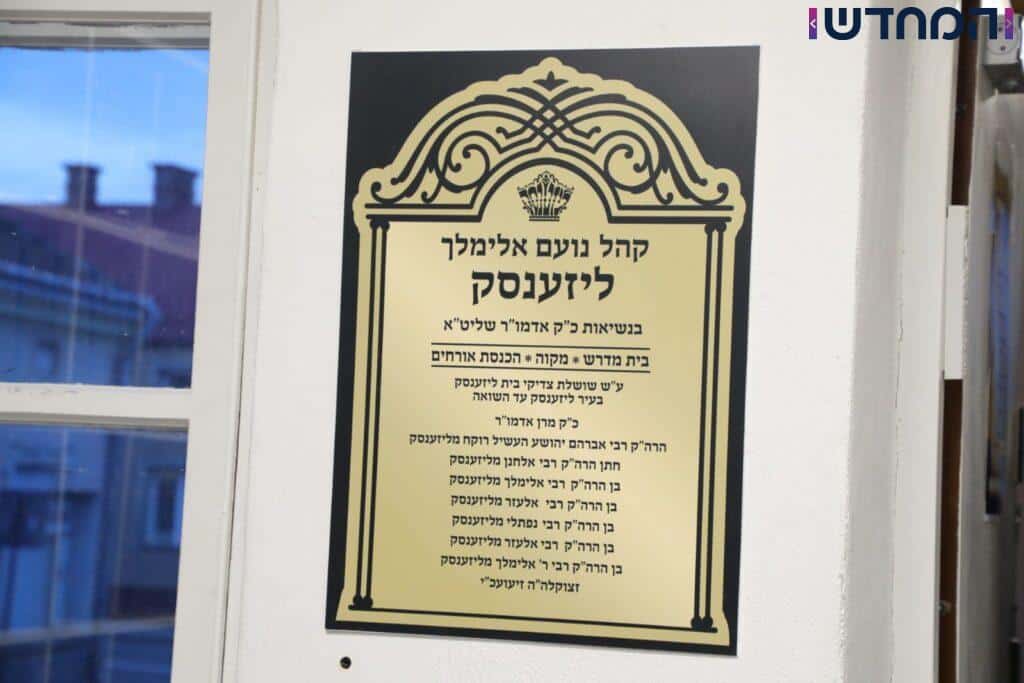 המחדש
קהל נועם אלימלך
ליזענסק
בנשיאות כ"ק אדמו"ר שליט"א
בית מדרש * מקוה * הכנסת אורחים
ע"ש שושלת צדיקי בית ליזענסק
בעיר ליזענסק עד השואה
כ"ק מרן אדמו"ר
הרה"ק רבי אברהם יהושע העשיל רוקח מליזענסק
חתן הרה"ק רבי אלחנן מליזענסק
בן הרה"ק רבי אלימלך מליזענסק
בן הרה"ק רבי אלעזר מליזענסק
בן הרה"ק רבי נפתלי מליזענסק
בן הרה"ק רבי אלעזר מליזענסק
בן הרה"ק רבי ר' אלימלך מליזענסק
זצוקלה"ה זיעועכ"י